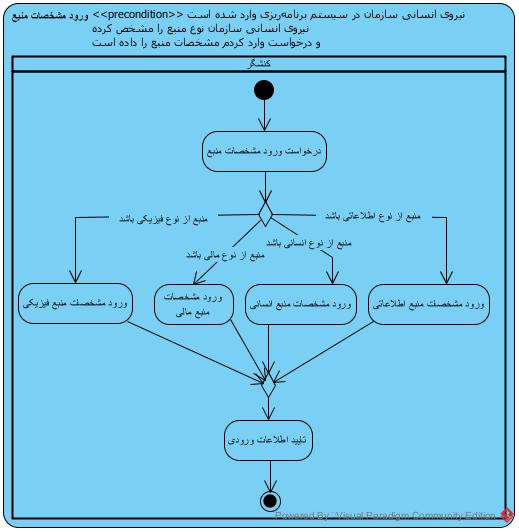 ورود مشخصات منبع <<precondition>> نیروی انسانی سازمان در سیستم برنامه‌ریزی وارد شده است
نیروی انسانی سازمان نوع منبع را مشخص کرده
و درخواست وارد کردم مشخصات منبع را داده است
کنشگر
درخواست ورود مشخصات منبع
منبع از نوع اطلاعاتی باشد
منبع از نوع فیزیکی باشد
منبع از نوع انسانی باشد
منبع از نوع مالی باشد
ورود مشخصات منبع اطلاعاتی
ورود مشخصات منبع انسانی
ورود مشخصات
منبع مالی
ورود مشخصات منبع فیزیکی
تایید اطلاعات ورودی
Powered By Visual Paradigm Community Edition